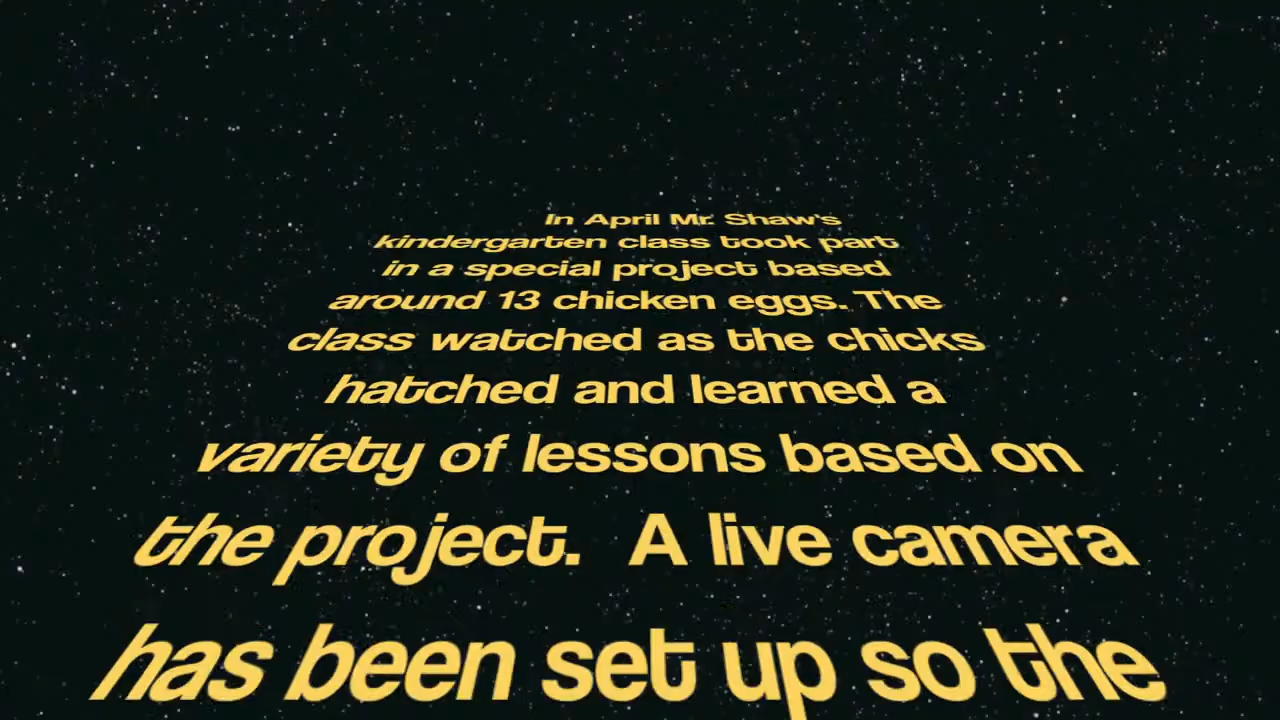 In April Mr. Shaw's
kindergarten class took part
in a special project based
around 13 chicken eggs. The
class watched as the chicks
hatched and learned a
variety of lessons based on
the project.  A live camera
has been set up so the